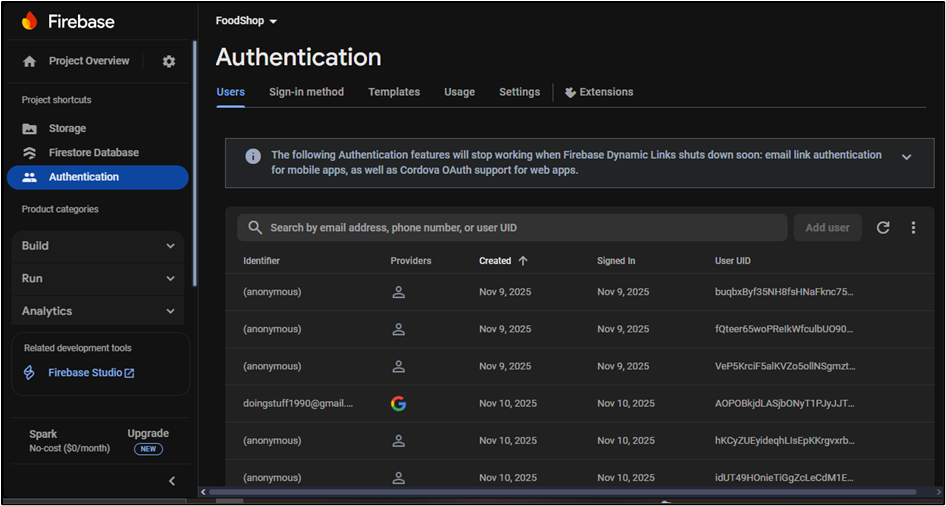 Firebase
FoodShop
Project Overview
Authentication
Users Sign-in method Templates Usage Settings Extensions
Project shortcuts
Storage
Firestore Database
Authentication
Product categories
Build
Run
Analytics
Related development tools
Firebase Studio
Spark
No-cost ($0/month)
Upgrade
NEW
The following Authentication features will stop working when Firebase Dynamic Links shuts down soon: email link authentication
for mobile apps, as well as Cordova OAuth support for web apps.
Search by email address, phone number, or user UID
Add user
Identifier Providers Created Signed In User UID
(anonymous) Nov 9, 2025 Nov 9, 2025 buqbxByf35NH8fsHNaFknc75...
(anonymous) Nov 9, 2025 Nov 9, 2025 fQteer65woPReIkWfculbUO90...
(anonymous) Nov 9, 2025 Nov 9, 2025 VeP5KrciF5alKVZo5ollNSgmzt...
doingstuff1990@gmail.... Nov 10, 2025 Nov 10, 2025 AOPOBkjdLASjbONyT1PJyJJT...
(anonymous) Nov 10, 2025 Nov 10, 2025 hKCyZUEyideqhLIsEpKKrgvxrb...
(anonymous) Nov 10, 2025 Nov 10, 2025 idUT49HOnieTiGgZcLeCdM1E...